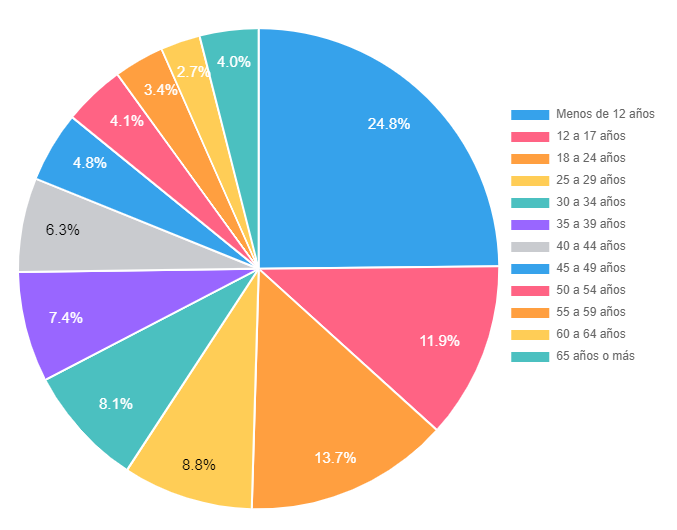 24.8%
11.9%
13.7%
8.8%
8.1%
7.4%
6.3%
4.8%
4.1%
3.4%
2.7%
4.0%
Menos de 12 años
12 a 17 años
18 a 24 años
25 a 29 años
30 a 34 años
35 a 39 años
40 a 44 años
45 a 49 años
50 a 54 años
55 a 59 años
60 a 64 años
65 años o más